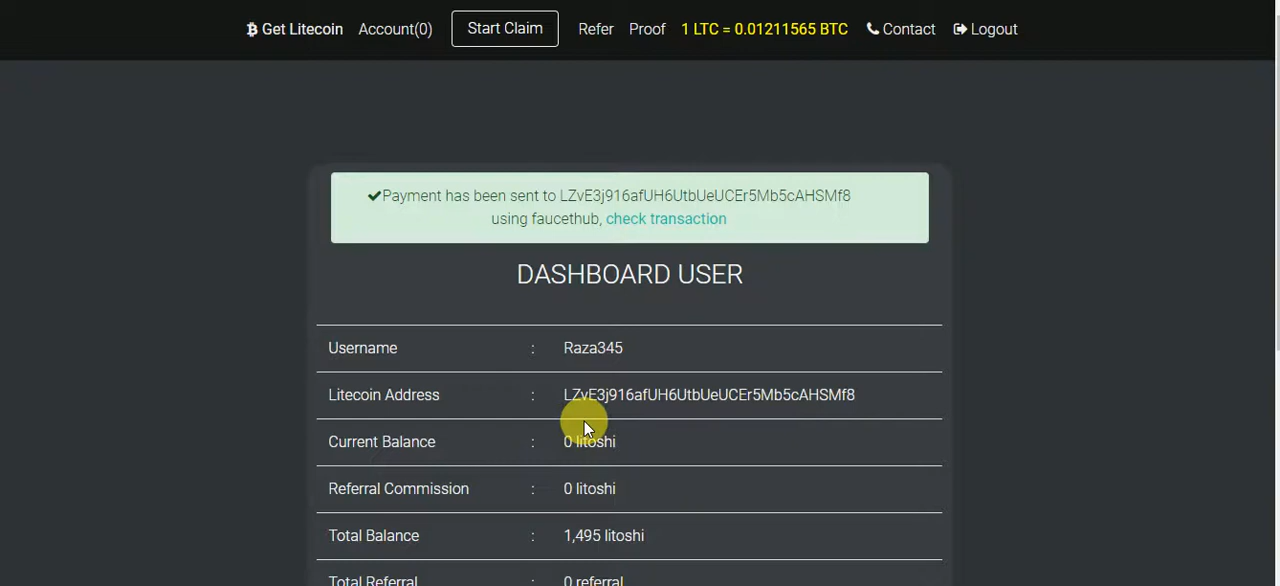 Get Litecoin Account(0) Start Claim Refer Proof 1 LTC = 0.01211565 BTC Contact Logout
Payment has been sent to LZvE3j916afUH6UtbUeUCEr5Mb5cAHSMf8
using faucethub, check transaction
DASHBOARD USER
Username : Raza345
Litecoin Address : LZvE3j916afUH6UtbUeUCEr5Mb5cAHSMf8
Current Balance : 0 litoshi
Referral Commission : 0 litoshi
Total Balance : 1,495 litoshi
Total Referral : 0 referral